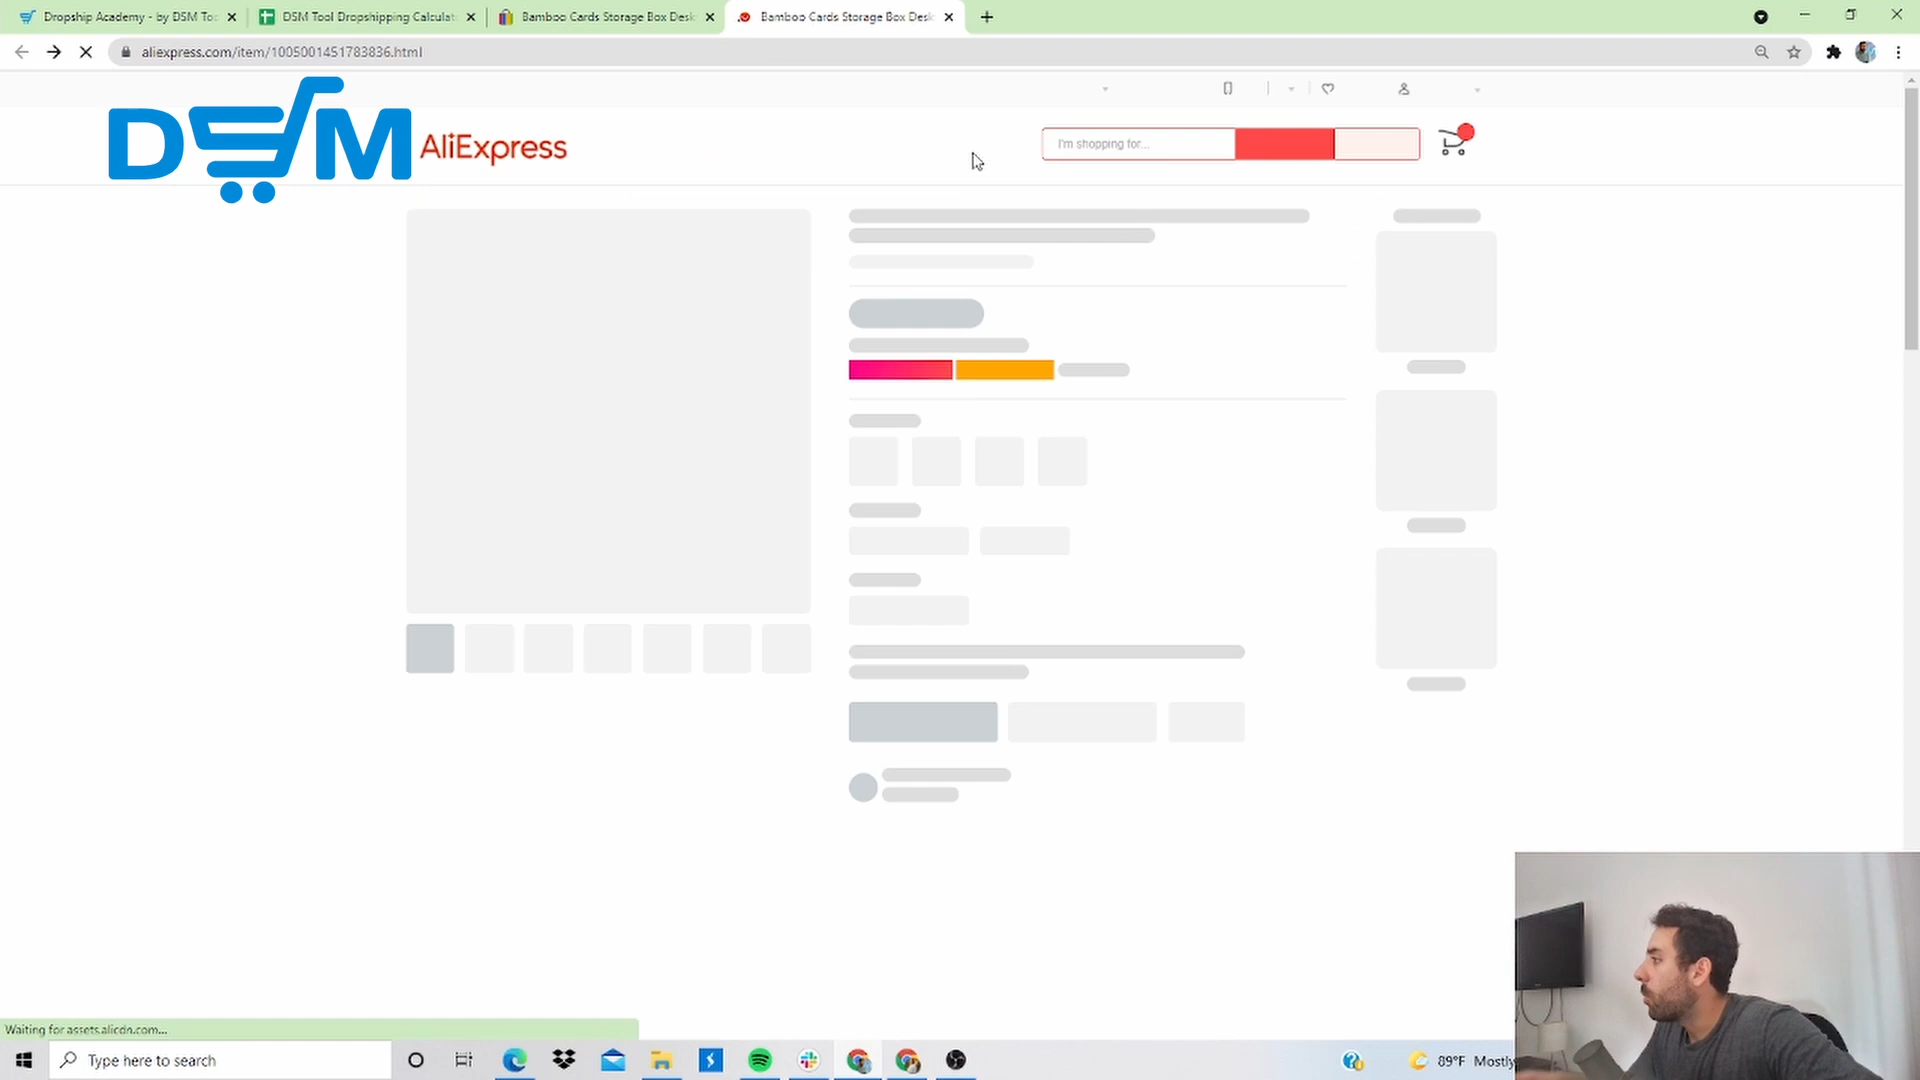 Dropship Academy - by DSM To
DSM Tool Dropshipping Calculat
Bamboo Cards Storage Box Desk
Bamboo Cards Storage Box Desk
aliexpress.com/item/1005001451783836.html
DSM
AliExpress
I'm shopping for...
Waiting for assets.alicdn.com...
Type here to search
89°F Mostly